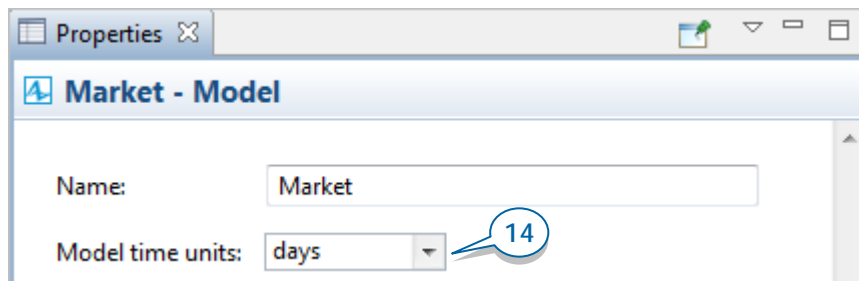 Properties
Market - Model
Name: Market
Model time units: days
14